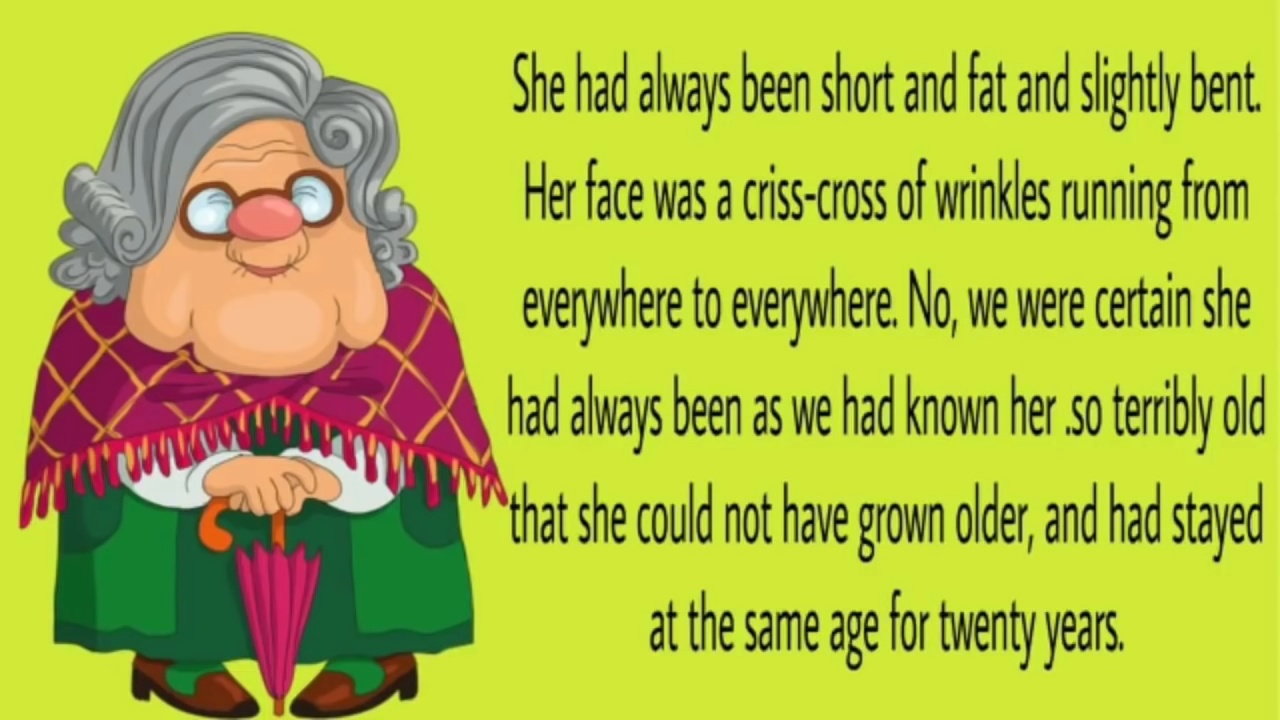 She had always been short and fat and slightly bent.
Her face was a criss-cross of wrinkles running from
everywhere to everywhere. No, we were certain she
had always been as we had known her .so terribly old
that she could not have grown older, and had stayed
at the same age for twenty years.